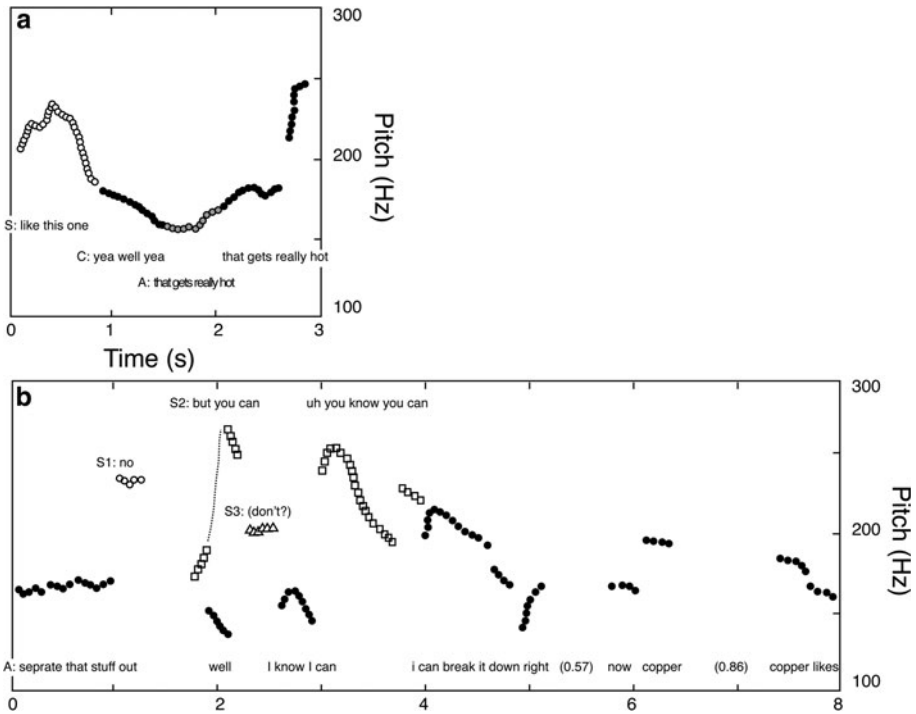 a
300
200
100
Pitch (Hz)
S: like this one
C: yea well yea that gets really hot
A: that gets really hot
0 1 2 3
Time (s)
b
300
200
100
Pitch (Hz)
S2: but you can uh you know you can
S1: no
S3: (don't?)
A: seprate that stuff out well I know I can i can break it down right (0.57) now copper (0.86) copper likes
0 2 4 6 8